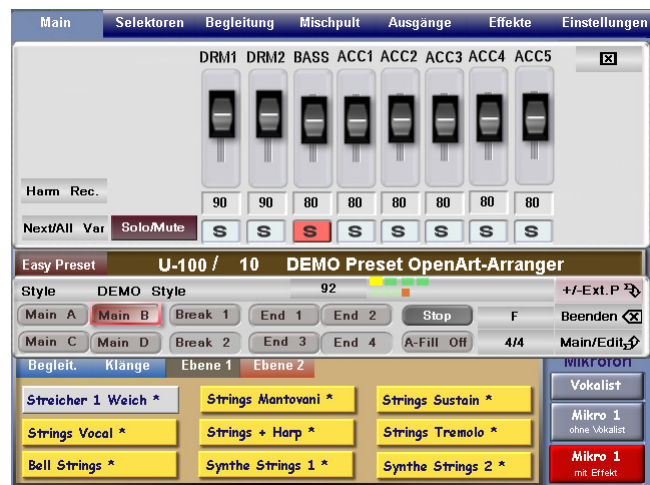 Main Selektoren Begleitung Mischpult Ausgänge Effekte Einstellungen
DRM1 DRM2 BASS ACC1 ACC2 ACC3 ACC4 ACC5
Harm Rec.
90 90 80 80 80 80 80 80
Next/All Var Solo/Mute S S S S S S S S
Easy Preset U-100 / 10 DEMO Preset OpenArt-Arranger
Style DEMO Style 92 +/-Ext.P
Main A Main B Break 1 End 1 End 2 Stop F Beenden
Main C Main D Break 2 End 3 End 4 A-Fill Off 4/4 Main/Edit
Begleit. Klänge Ebene 1 Ebene 2 Mikrofon
Vokalist
Streicher 1 Weich * Strings Mantovani * Strings Sustain *
Mikro 1
ohne Vokalist
Strings Vocal * Strings + Harp * Strings Tremolo *
Mikro 1
mit Effekt
Bell Strings * Synthe Strings 1 * Synthe Strings 2 *